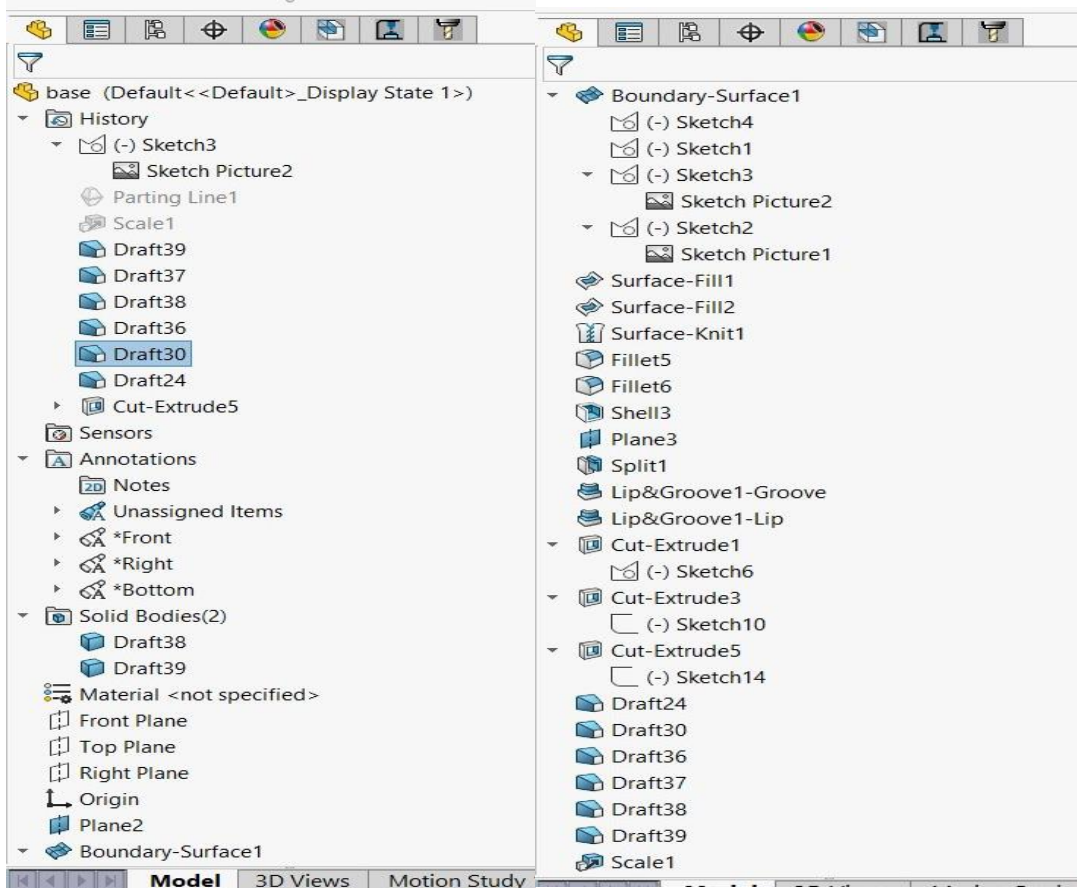 base (Default<<Default>_Display State 1>)
History
(-) Sketch3
Sketch Picture2
Parting Line1
Scale1
Draft39
Draft37
Draft38
Draft36
Draft30
Draft24
Cut-Extrude5
Sensors
A Annotations
2D Notes
Unassigned Items
*Front
*Right
*Bottom
Solid Bodies(2)
Draft38
Draft39
Material <not specified>
Front Plane
Top Plane
Right Plane
Origin
Plane2
Boundary-Surface1
Model 3D Views Motion Study
Boundary-Surface1
(-) Sketch4
(-) Sketch1
(-) Sketch3
Sketch Picture2
(-) Sketch2
Sketch Picture1
Surface-Fill1
Surface-Fill2
Surface-Knit1
Fillet5
Fillet6
Shell3
Plane3
Split1
Lip&Groove1-Groove
Lip&Groove1-Lip
Cut-Extrude1
(-) Sketch6
Cut-Extrude3
(-) Sketch10
Cut-Extrude5
(-) Sketch14
Draft24
Draft30
Draft36
Draft37
Draft38
Draft39
Scale1